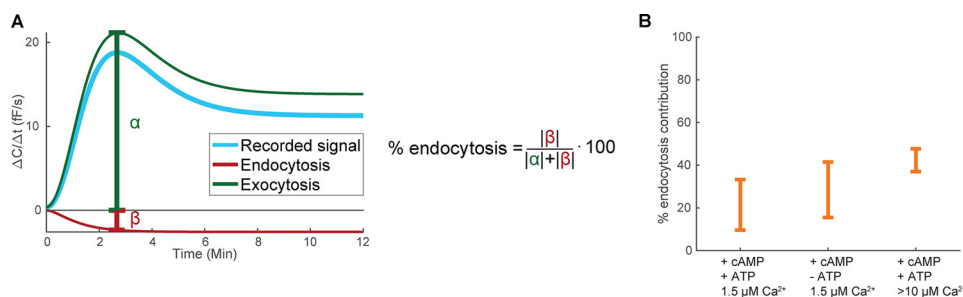 A
ΔC/Δt (fF/s)
20
10
0
α
β
Recorded signal
Endocytosis
Exocytosis
0 2 4 6 8 10 12
Time (Min)
% endocytosis = |β| / |α|+|β| · 100
B
% endocytosis contribution
100
80
60
40
20
0
+ cAMP
+ ATP
1.5 µM Ca²⁺
+ cAMP
- ATP
1.5 µM Ca²⁺
+ cAMP
+ ATP
>10 µM Ca²